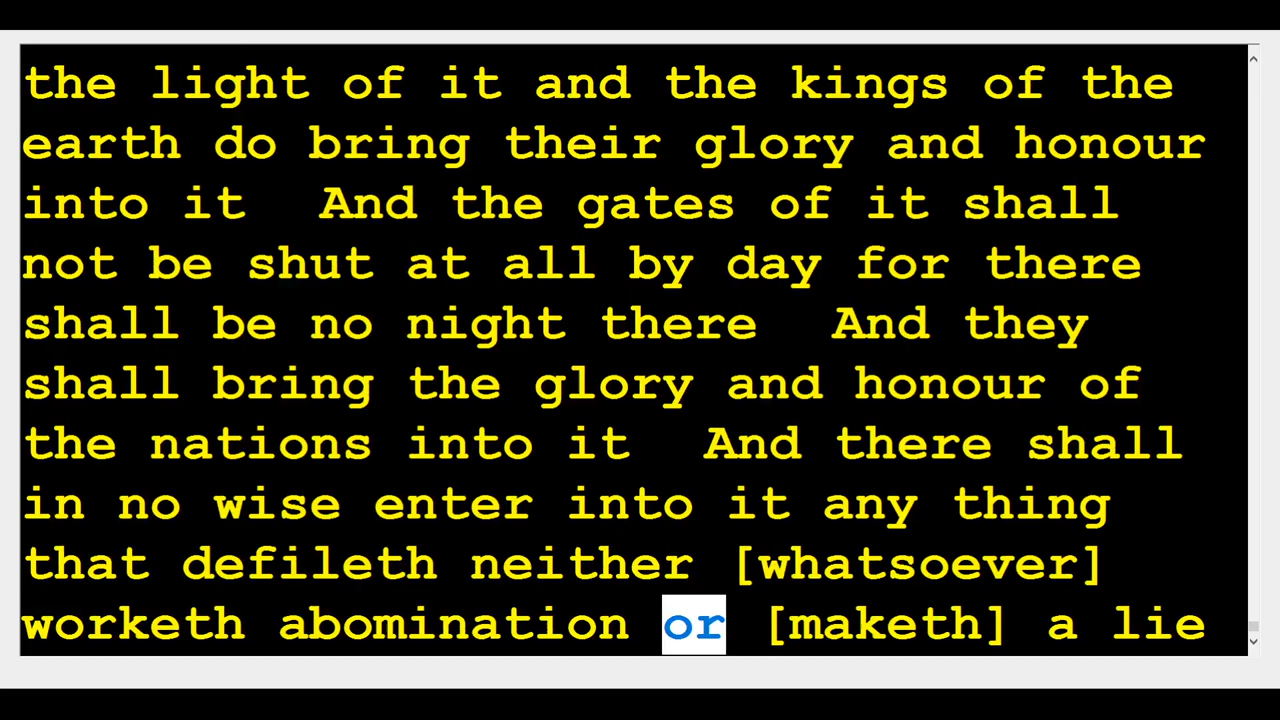 the light of it and the kings of the
earth do bring their glory and honour
into it  And the gates of it shall
not be shut at all by day for there
shall be no night there  And they
shall bring the glory and honour of
the nations into it  And there shall
in no wise enter into it any thing
that defileth neither [whatsoever]
worketh abomination or [maketh] a lie